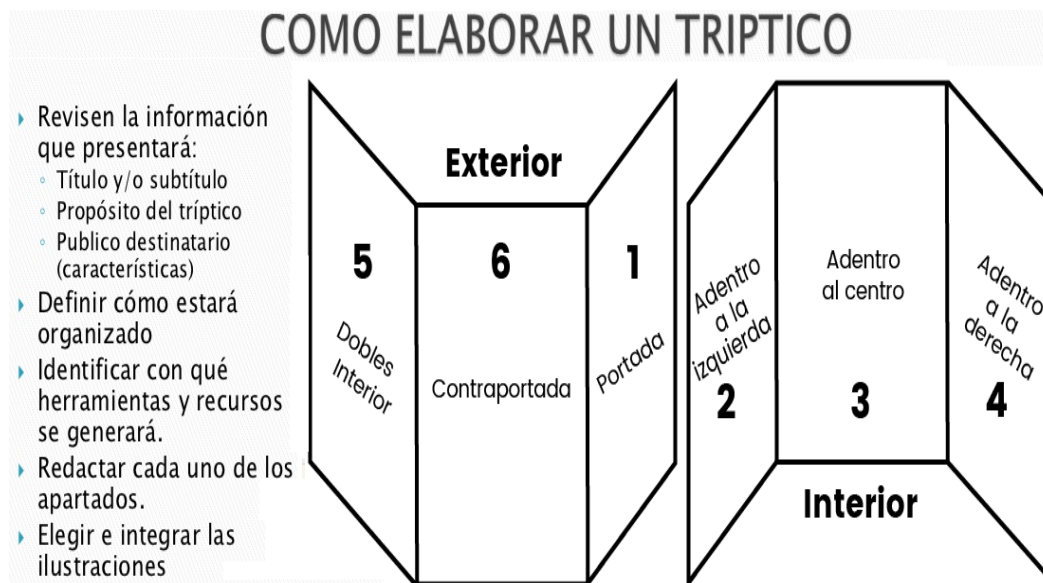 COMO ELABORAR UN TRIPTICO
Revisen la información
que presentará:
Título y/o subtítulo
Propósito del tríptico
Publico destinatario
(características)
Definir cómo estará
organizado
Identificar con qué
herramientas y recursos
se generará.
Redactar cada uno de los
apartados.
Elegir e integrar las
ilustraciones
Exterior
5
Dobles
Interior
6
Contraportada
1
Portada
Adentro
a la
izquierda
2
Adentro
al centro
3
Adentro
a la
derecha
4
Interior